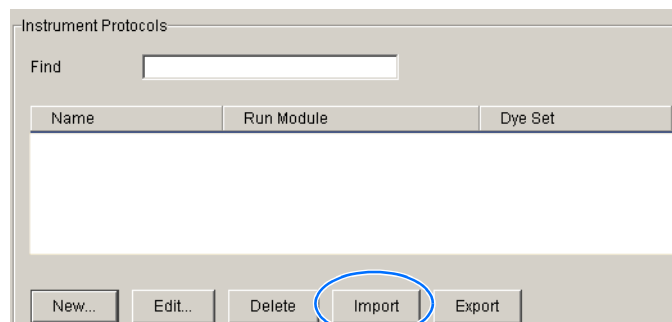 Instrument Protocols
Find
Name Run Module Dye Set
New... Edit... Delete Import Export